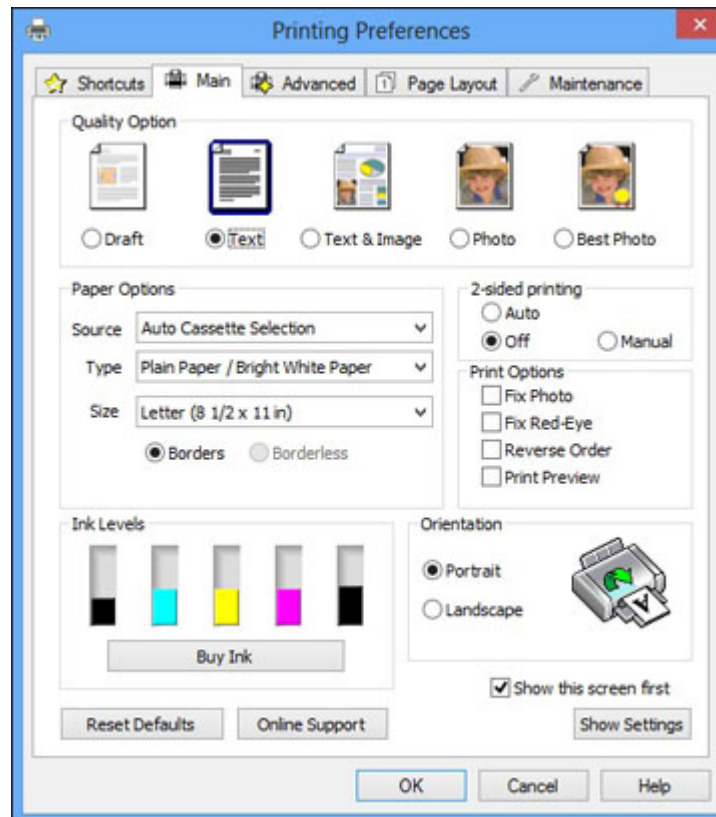 Printing Preferences
Shortcuts Main Advanced 1 Page Layout Maintenance
Quality Option
Draft Text Text & Image Photo Best Photo
Paper Options
Source Auto Cassette Selection
Type Plain Paper / Bright White Paper
Size Letter (8 1/2 x 11 in)
Borders Borderless
2-sided printing
Auto
Off Manual
Print Options
Fix Photo
Fix Red-Eye
Reverse Order
Print Preview
Ink Levels
Buy Ink
Orientation
Portrait
Landscape
A
Show this screen first
Reset Defaults Online Support Show Settings
OK Cancel Help